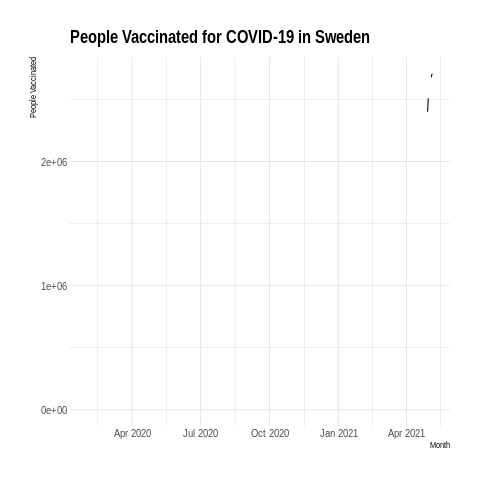 People Vaccinated for COVID-19 in Sweden
People Vaccinated
2e+06
1e+06
0e+00
Apr 2020 Jul 2020 Oct 2020 Jan 2021 Apr 2021
Month